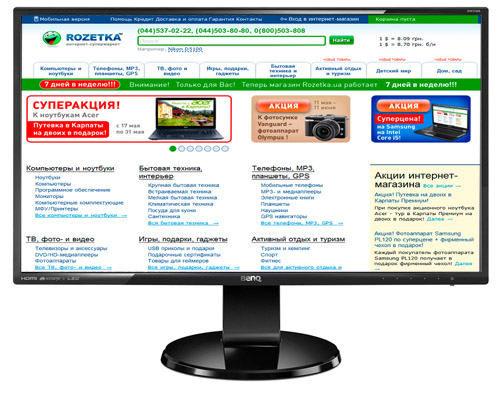 Мобильная версия
Помощь Кредит Доставка и оплата Гарантия Контакты
Вход в интернет-магазин
Корзина пуста
ROZETKA
интернет-супермаркет
(044)537-02-22, (044)503-80-80, (0)800-503-808
Найти
Например, Nikon D5100
1 $ = 8.09 грн.
1 $ = 8.70 грн. б/н
Компьютеры и ноутбуки
Телефоны, MP3, планшеты, GPS
ТВ, фото и видео
Игры, подарки, гаджеты
Бытовая техника и интерьер
Активный отдых и туризм
Детский мир
Дом, сад
7 дней в неделю!!!
Внимание! Только для Вас! Теперь магазин Rozetka.ua работает 7 дней в неделю!!!
СУПЕРАКЦИЯ!
К ноутбукам Acer
Путевка в Карпаты
на двоих в подарок!
с 17 мая
по 31 мая
АКЦИЯ
11 мая -
11 июня
К фотосумке
Vanguard —
фотоаппарат
Olympus !
АКЦИЯ
Суперцена!
на Samsung
на Intel
Core i5!
Компьютеры и ноутбуки
Ноутбуки
Компьютеры
Программное обеспечение
Мониторы
Компьютерные комплектующие
МФУ/Принтеры
Все компьютеры и ноутбуки →
Бытовая техника,
интерьер
Крупная бытовая техника
Встраиваемая техника
Мелкая бытовая техника
Климатическая техника
Посуда для кухни
Сантехника
Вся бытовая техника →
Телефоны, MP3,
планшеты, GPS
Мобильные телефоны
MP3- и медиаплееры
Электронные книги
Планшеты
Наушники
GPS навигаторы
Все телефоны, MP3, GPS →
Акции интернет-
магазина Все акции →
Акция! Путевка на двоих в
Карпаты Премиум!
При покупке акционного ноутбука
Acer - тур в Карпаты Премиум на
двоих в подарок! Далее →
ТВ, фото- и видео
Телевизоры и аксессуары
DVD/HD-медиаплееры
Фотоаппараты
Все ТВ, фото- и видео →
Игры, подарки, гаджеты
USB приколы и подарки
Подарочные сертификаты
Товары для геймеров
Все игры, подарки, гаджеты →
Активный отдых и туризм
Туризм и кемпинг
Спорт
Фитнес
Все для активного отдыха и
Акция! Фотоаппарат Samsung
PL120 по суперцене + фирменный
чехол в подарок!
Каждый покупатель фотоаппарата
Samsung PL120 получает в
подарок фирменный чехол!
Далее →
HDMI
LED
BenQ